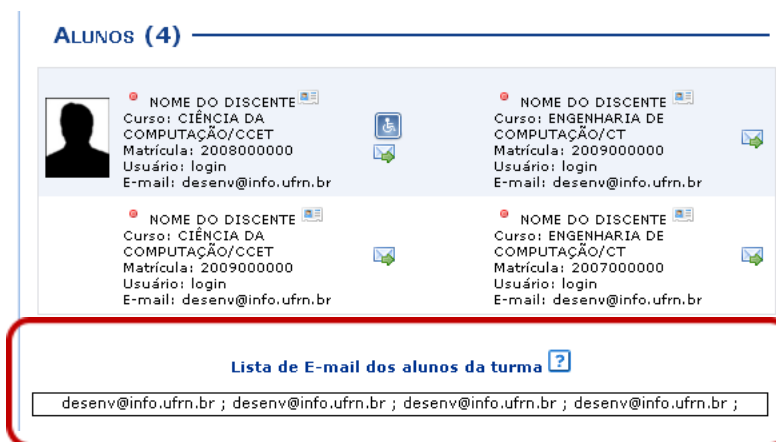 ALUNOS (4)
NOME DO DISCENTE
Curso: CIÊNCIA DA
COMPUTAÇÃO/CCET
Matrícula: 2008000000
Usuário: login
E-mail: desenv@info.ufrn.br
NOME DO DISCENTE
Curso: ENGENHARIA DE
COMPUTAÇÃO/CT
Matrícula: 2009000000
Usuário: login
E-mail: desenv@info.ufrn.br
NOME DO DISCENTE
Curso: CIÊNCIA DA
COMPUTAÇÃO/CCET
Matrícula: 2009000000
Usuário: login
E-mail: desenv@info.ufrn.br
NOME DO DISCENTE
Curso: ENGENHARIA DE
COMPUTAÇÃO/CT
Matrícula: 2007000000
Usuário: login
E-mail: desenv@info.ufrn.br
Lista de E-mail dos alunos da turma ?
desenv@info.ufrn.br ; desenv@info.ufrn.br ; desenv@info.ufrn.br ; desenv@info.ufrn.br ;